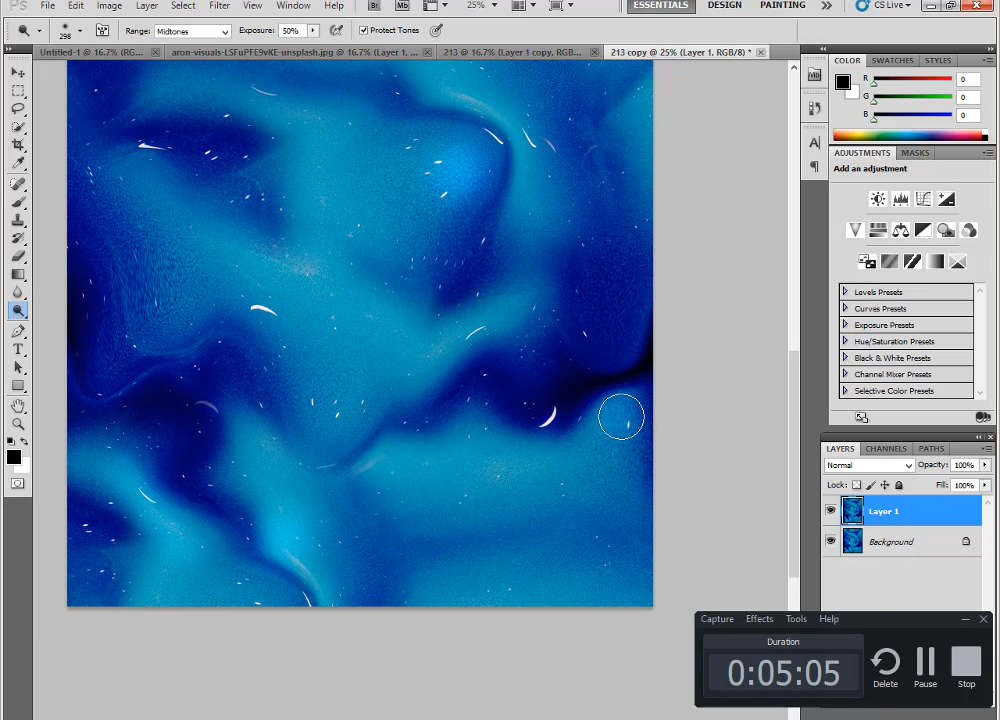 PS File Edit Image Layer Select Filter View Window Help Br Mb 25% ESSENTIALS DESIGN PAINTING CS Live
298 Range: Midtones Exposure: 50% Protect Tones
Untitled-1 @ 16.7% (RG... aron-visuals-LSFuPFE9vKE-unsplash.jpg @ 16.7% (Layer 1, ... 213 @ 16.7% (Layer 1 copy, RGB... 213 copy @ 25% (Layer 1, RGB/8) *
COLOR SWATCHES STYLES
R 0
G 0
B 0
ADJUSTMENTS MASKS
Add an adjustment
Levels Presets
Curves Presets
Exposure Presets
Hue/Saturation Presets
Black & White Presets
Channel Mixer Presets
Selective Color Presets
LAYERS CHANNELS PATHS
Normal Opacity: 100%
Lock: Fill: 100%
Layer 1
Background
Capture Effects Tools Help
Duration
0:05:05
Delete Pause Stop